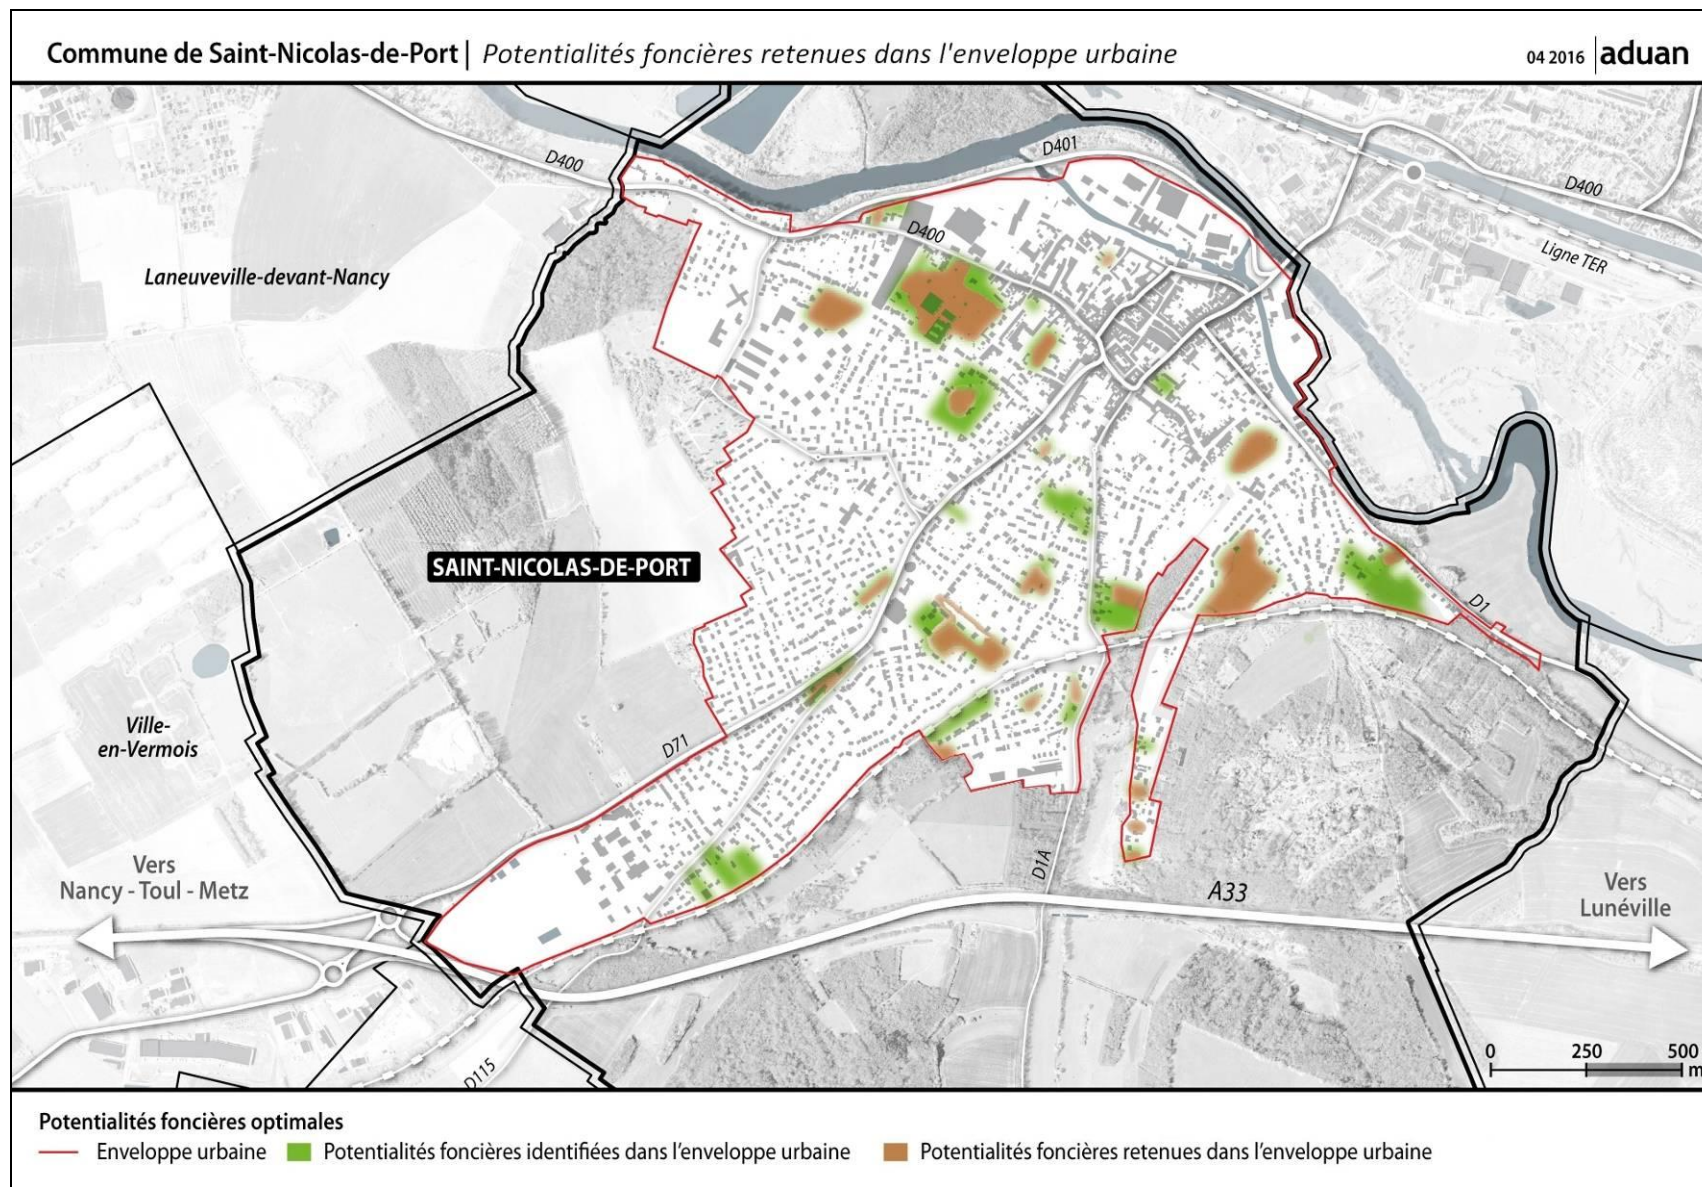 Commune de Saint-Nicolas-de-Port | Potentialités foncières retenues dans l'enveloppe urbaine
04 2016 | aduan
D400
D401
D400
D400
Ligne TER
Laneuveville-devant-Nancy
SAINT-NICOLAS-DE-PORT
D1
Ville-
en-Vermois
D71
Vers
Nancy - Toul - Metz
D1A
A33
Vers
Lunéville
D115
0 250 500
m
Potentialités foncières optimales
Enveloppe urbaine
Potentialités foncières identifiées dans l'enveloppe urbaine
Potentialités foncières retenues dans l'enveloppe urbaine